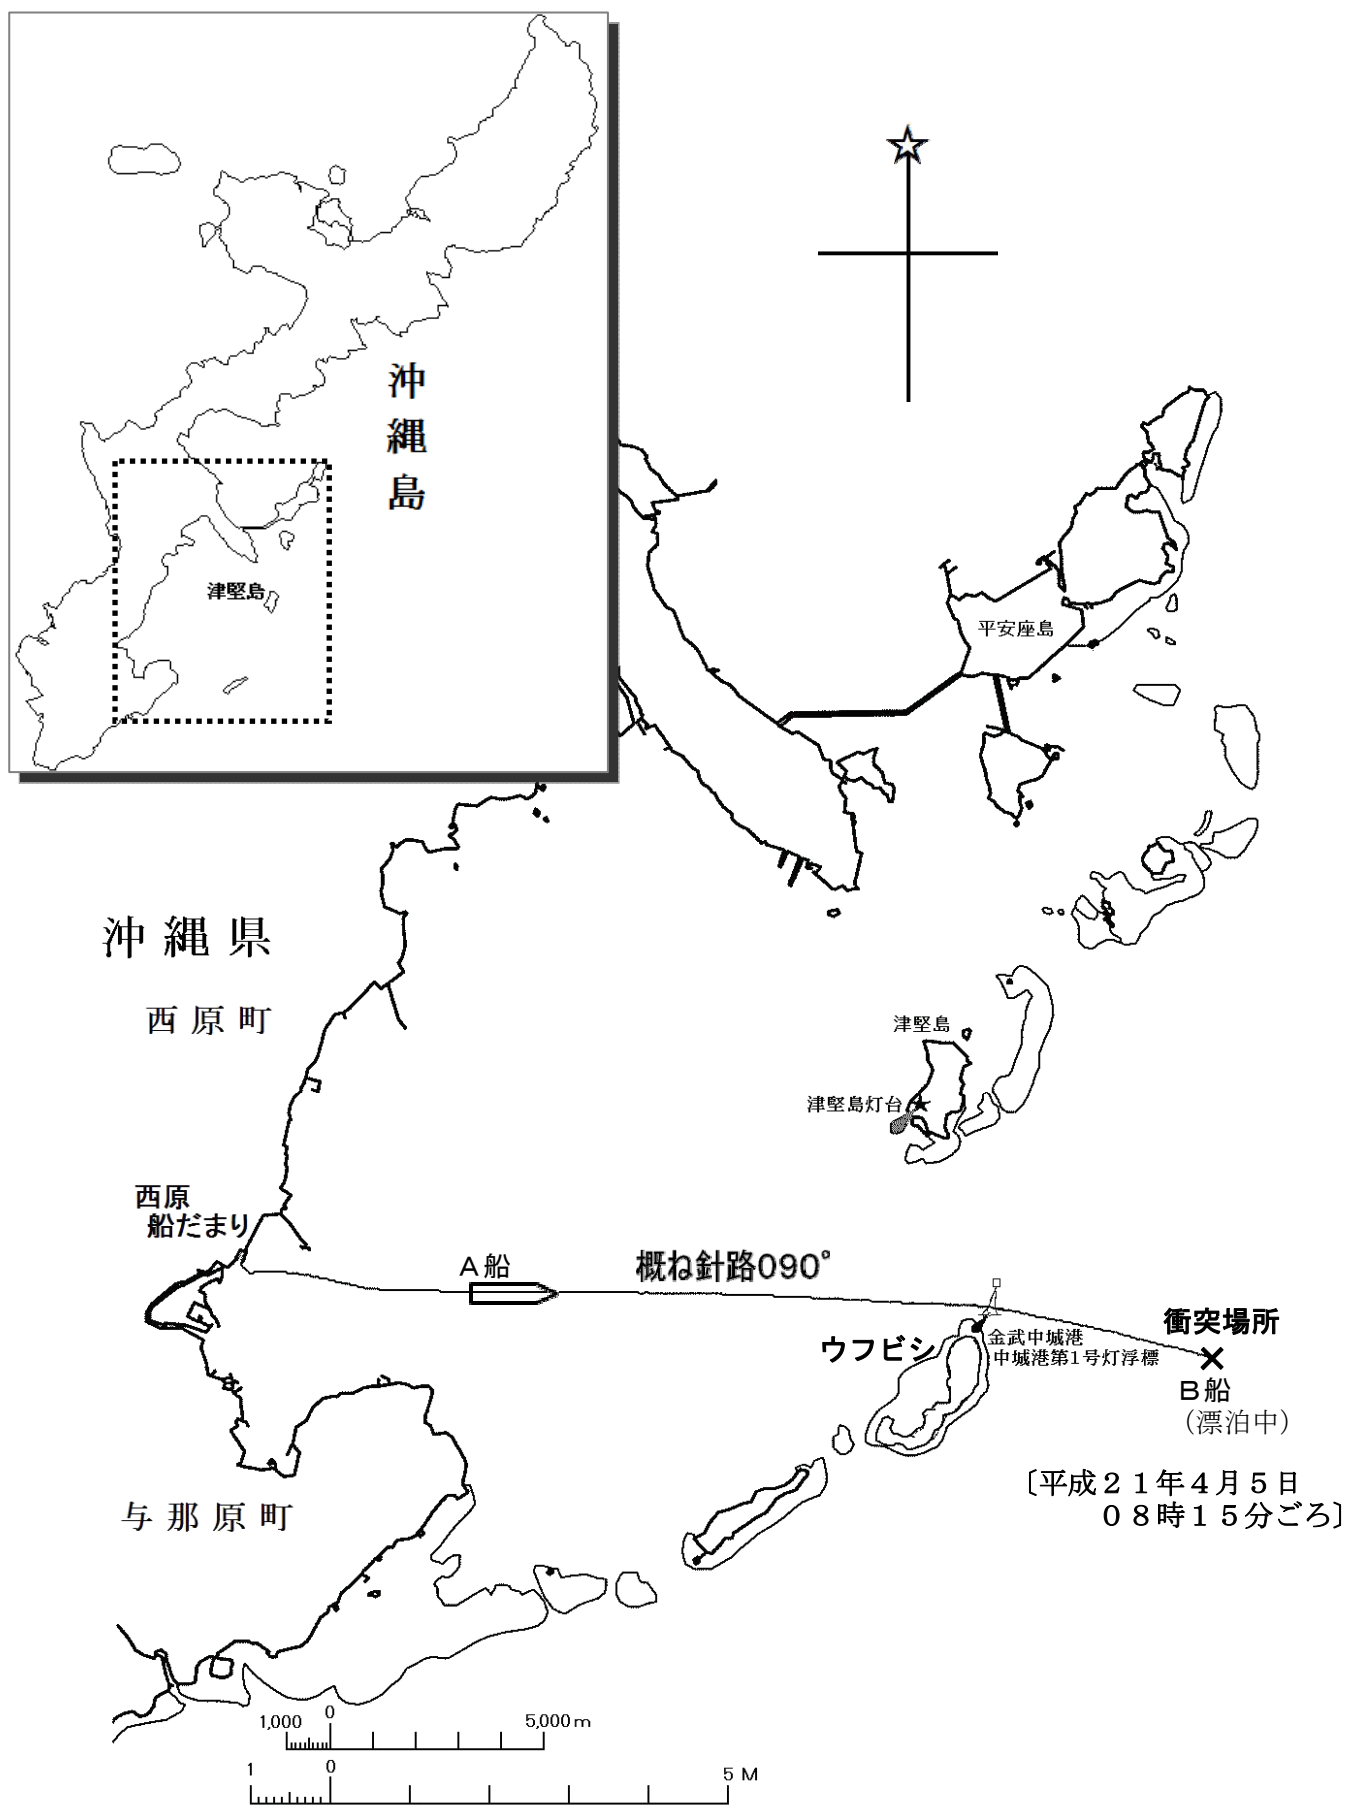 沖縄島
津堅島
平安座島
沖縄県
西原町
津堅島
津堅島灯台
西原
船だまり
A船
概ね針路090°
衝突場所
ウフビシ
金武中城港
中城港第1号灯浮標
B船
（漂泊中）
〔平成２１年４月５日
０８時１５分ごろ〕
与那原町
1,000 0 5,000m
1 0 5 M